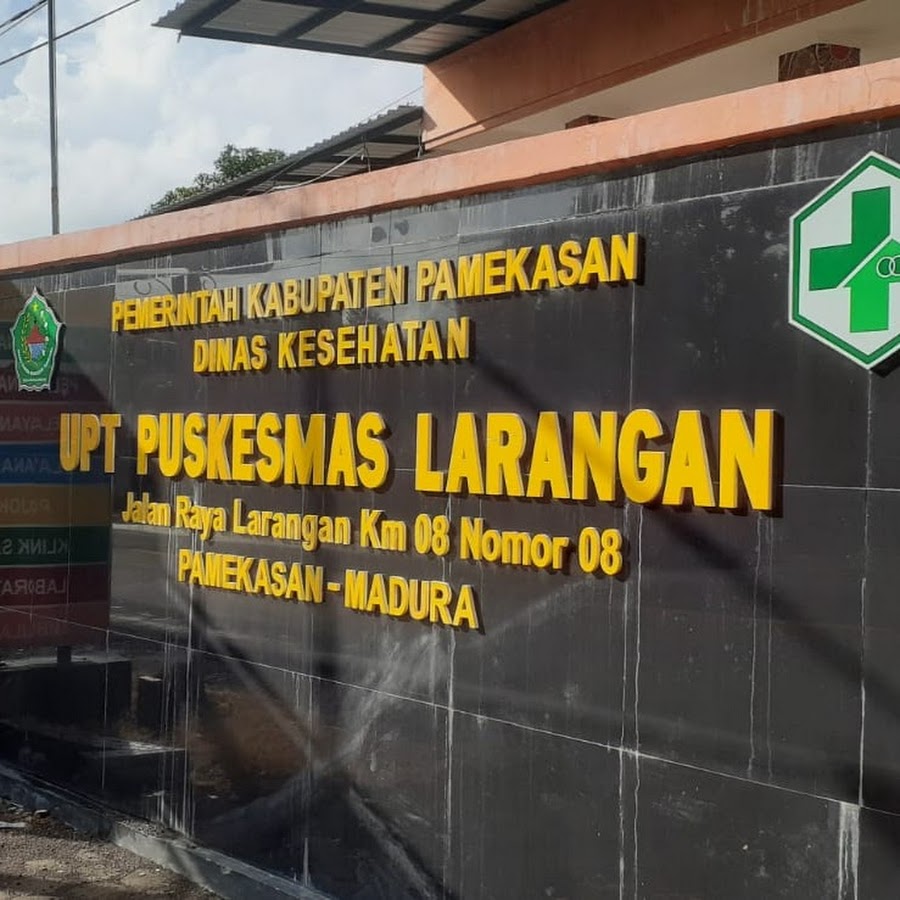 PEMERINTAH KABUPATEN PAMEKASAN
DINAS KESEHATAN
UPT PUSKESMAS LARANGAN
Jalan Raya Larangan Km 08 Nomor 08
PAMEKASAN - MADURA